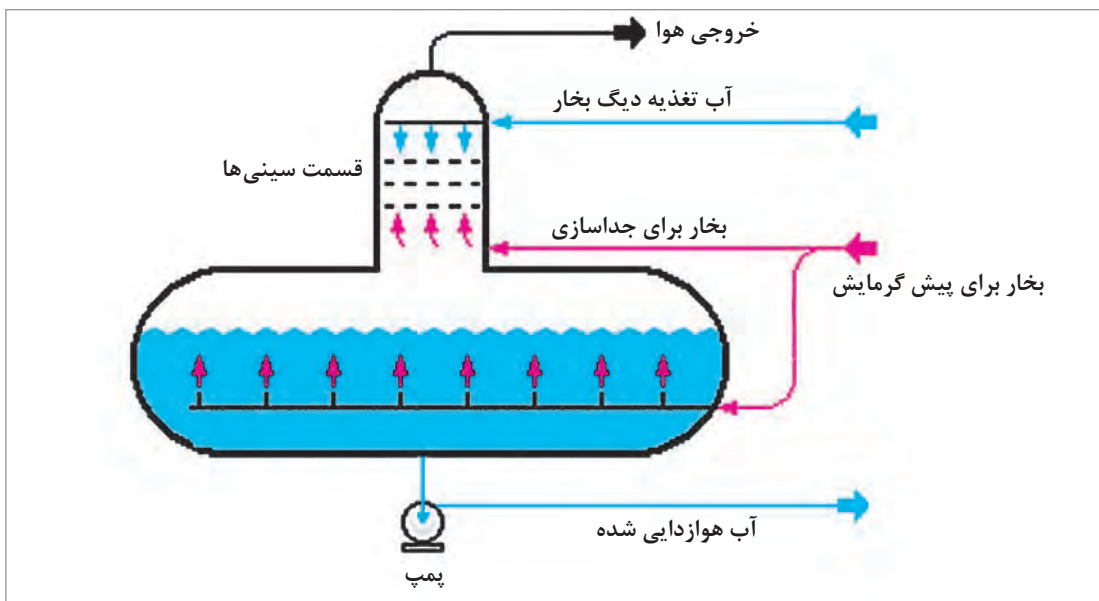 خروجی هوا
آب تغذیه دیگ بخار
قسمت سینی‌ها
بخار برای جداسازی
بخار برای پیش گرمایش
آب هوازدایی شده
پمپ